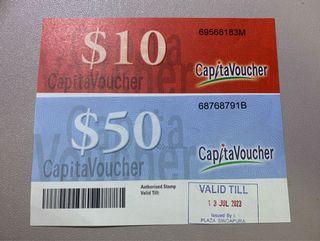 69568183M
$10
CapitaVoucher
CapitaVoucher
68768791B
$50
CapitaVoucher
CapitaVoucher
Authorised Stamp
Valid Till:
VALID TILL
13 JUL 2023
Issued By:
PLAZA SINGAPURA